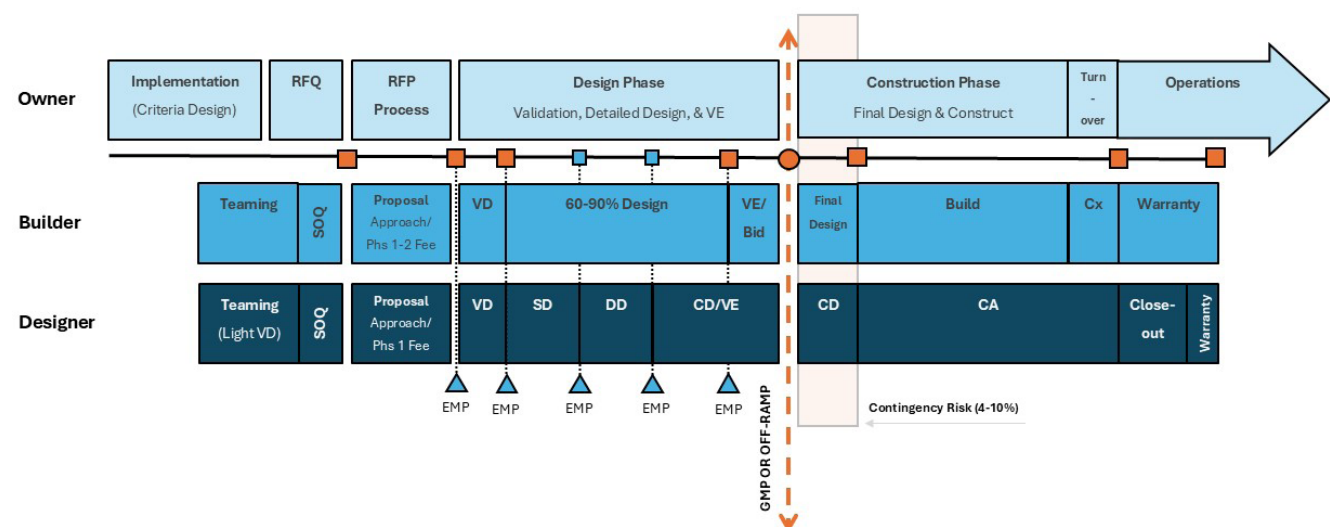 Owner
Implementation
(Criteria Design)
RFQ
RFP
Process
Design Phase
Validation, Detailed Design, & VE
Construction Phase
Final Design & Construct
Turn
-
over
Operations
Builder
Teaming
SOQ
Proposal
Approach/
Phs 1-2 Fee
VD
60-90% Design
VE/
Bid
Final
Design
Build
Cx
Warranty
Designer
Teaming
(Light VD)
SOQ
Proposal
Approach/
Phs 1 Fee
VD
SD
DD
CD/VE
CD
CA
Close-
out
Warranty
EMP
EMP
EMP
EMP
EMP
GMP OR OFF-RAMP
Contingency Risk (4-10%)